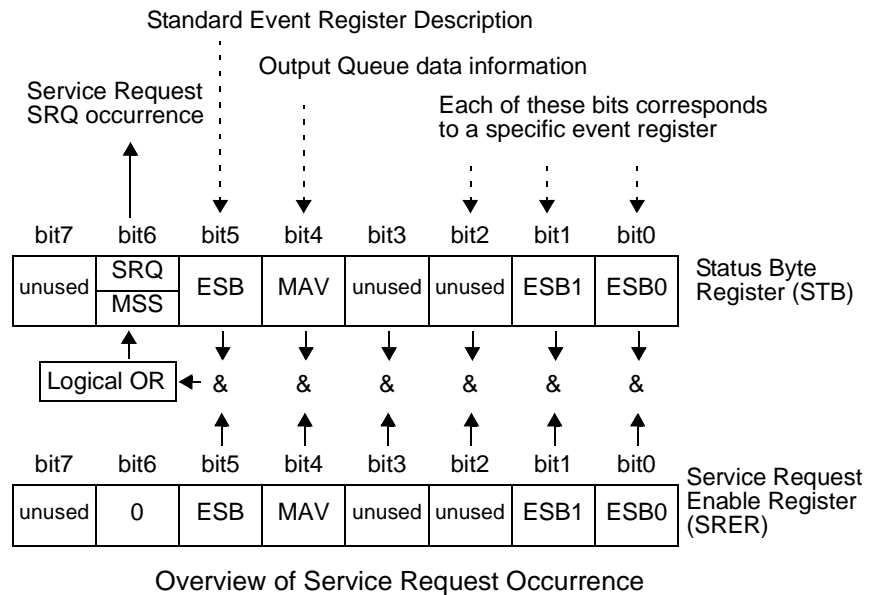 Standard Event Register Description
Output Queue data information
Service Request
SRQ occurrence
Each of these bits corresponds
to a specific event register
bit7 bit6 bit5 bit4 bit3 bit2 bit1 bit0
unused SRQ MSS ESB MAV unused unused ESB1 ESB0
Status Byte
Register (STB)
Logical OR & & & & & &
bit7 bit6 bit5 bit4 bit3 bit2 bit1 bit0
unused 0 ESB MAV unused unused ESB1 ESB0
Service Request
Enable Register
(SRER)
Overview of Service Request Occurrence